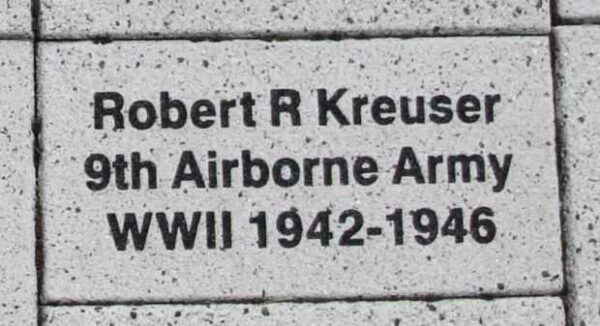 Robert R Kreuser
9th Airborne Army
WWII 1942-1946